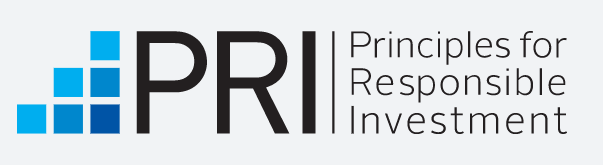 PRI
Principles for
Responsible
Investment